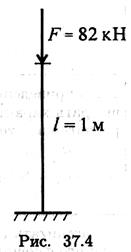 F = 82 кН
l = 1 м
Рис. 37.4